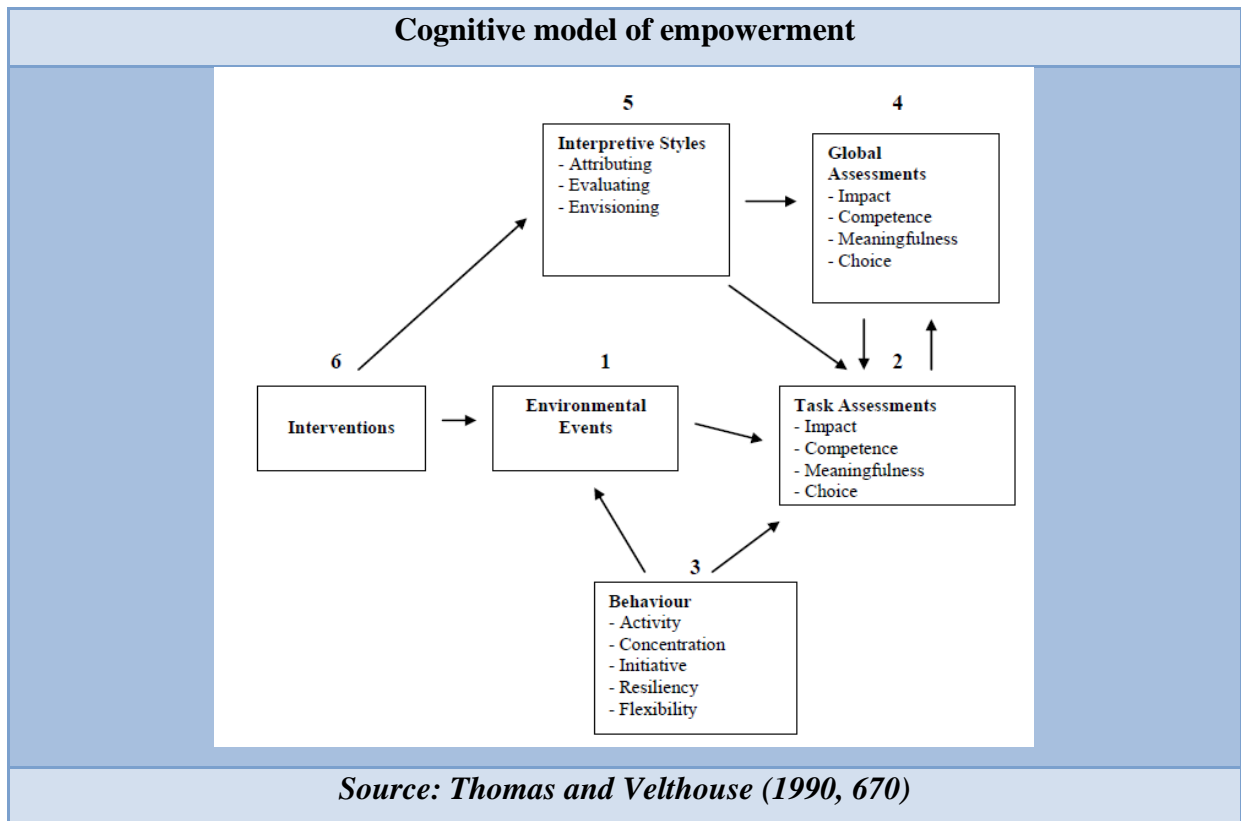 Cognitive model of empowerment
5
4
Interpretive Styles
- Attributing
- Evaluating
- Envisioning
Global
Assessments
- Impact
- Competence
- Meaningfulness
- Choice
6
1
2
Interventions
Environmental
Events
Task Assessments
- Impact
- Competence
- Meaningfulness
- Choice
3
Behaviour
- Activity
- Concentration
- Initiative
- Resiliency
- Flexibility
Source: Thomas and Velthouse (1990, 670)